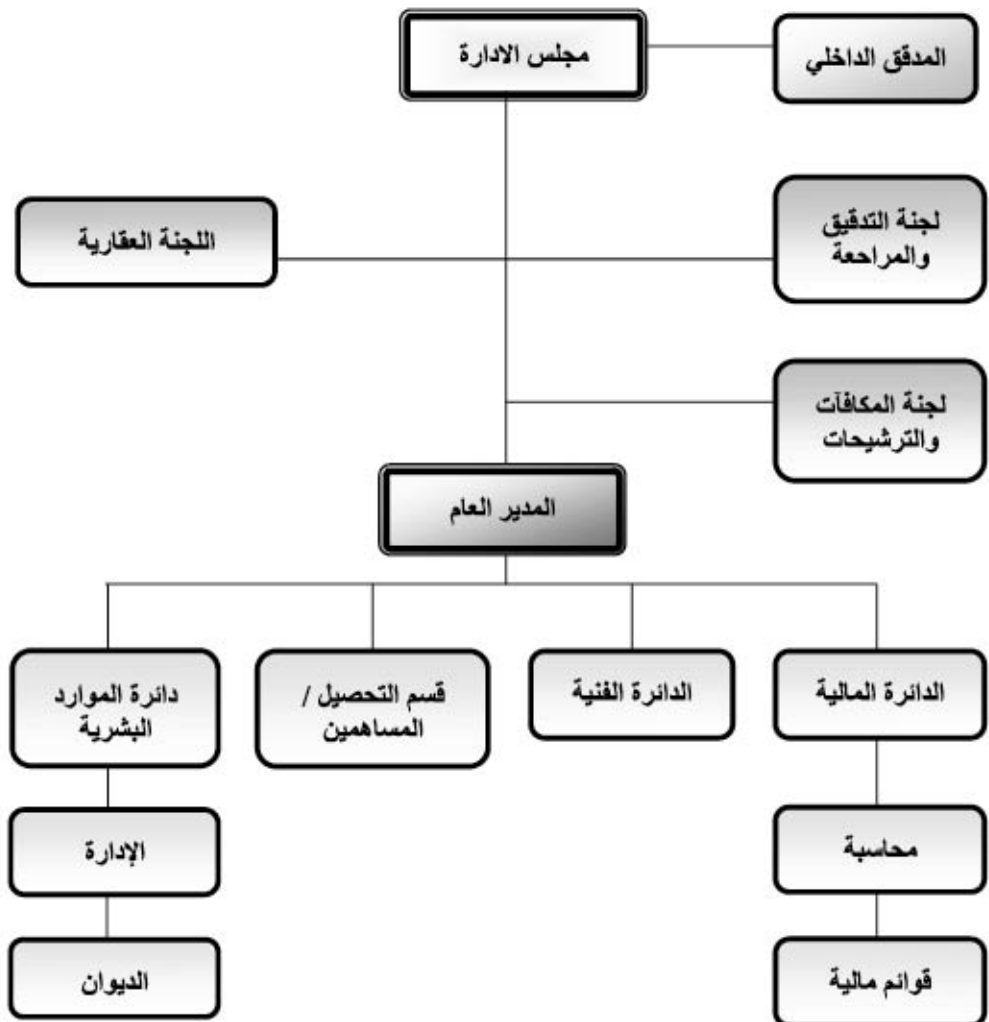 مجلس الادارة
المدقق الداخلي
لجنة التدقيق
والمراحعة
اللجنة العقارية
لجنة المكافآت
والترشيحات
المدير العام
الدائرة المالية
الدائرة الفنية
قسم التحصيل /
المساهمين
دائرة الموارد
البشرية
محاسبة
الإدارة
قوائم مالية
الديوان